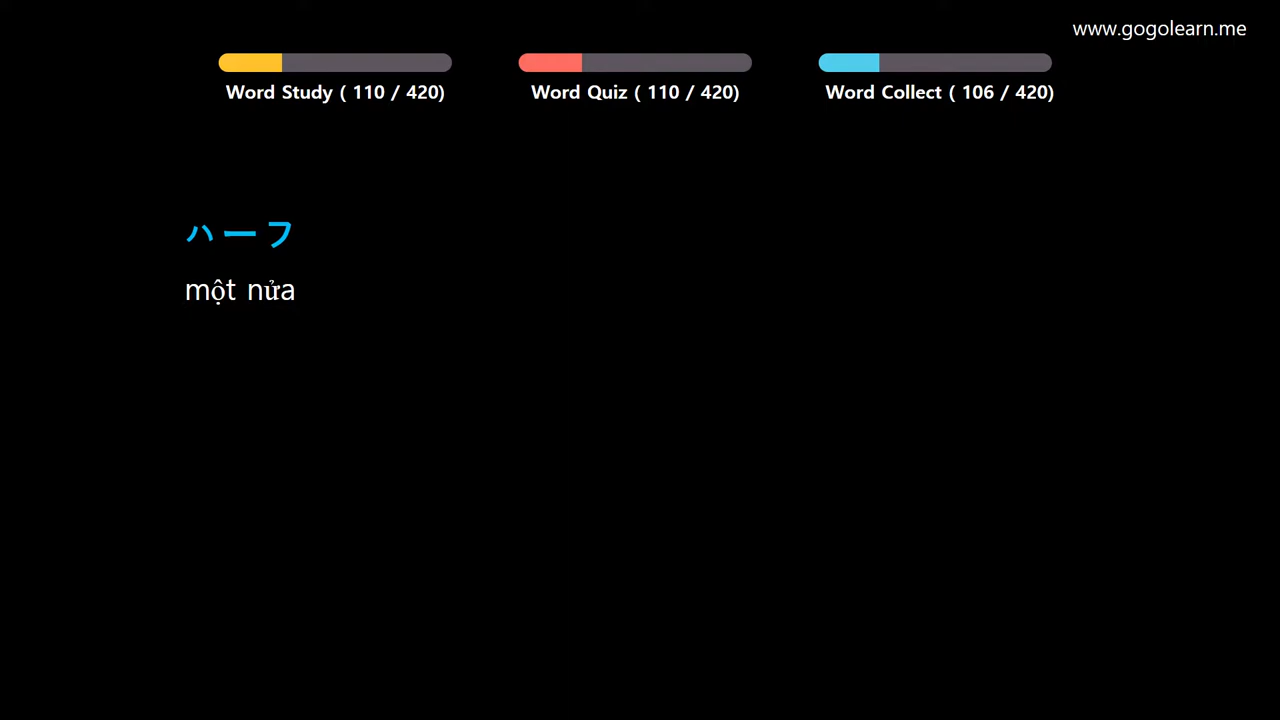 www.gogolearn.me
Word Study ( 110 / 420)
Word Quiz ( 110 / 420)
Word Collect ( 106 / 420)
ハーフ
một nửa